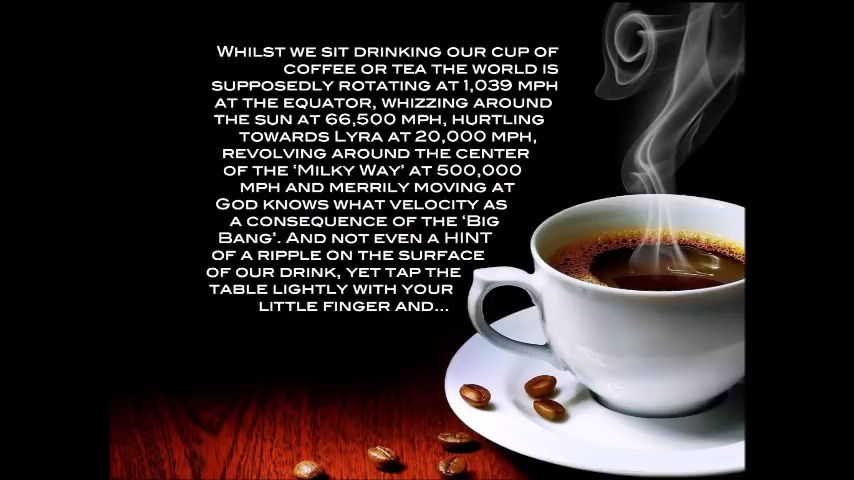 Whilst we sit drinking our cup of
coffee or tea the world is
supposedly rotating at 1,039 mph
at the equator, whizzing around
the sun at 66,500 mph, hurtling
towards Lyra at 20,000 mph,
revolving around the center
of the ‘Milky Way’ at 500,000
mph and merrily moving at
God knows what velocity as
a consequence of the ‘Big
Bang’. And not even a HINT
of a ripple on the surface
of our drink, yet tap the
table lightly with your
little finger and...